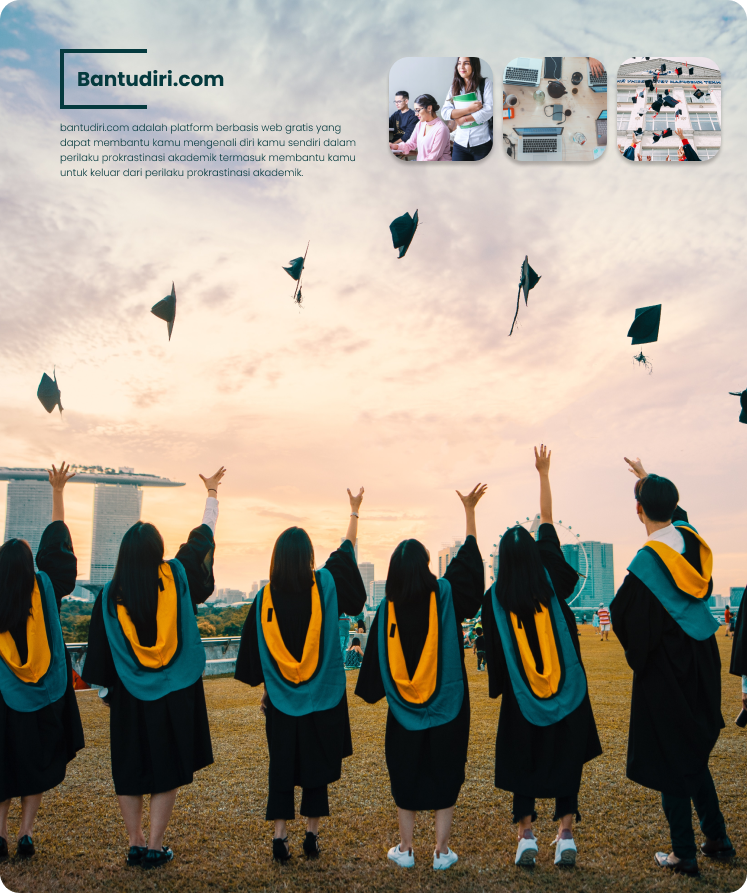 Bantudiri.com
bantudiri.com adalah platform berbasis web gratis yang
dapat membantu kamu mengenali diri kamu sendiri dalam
perilaku prokrastinasi akademik termasuk membantu kamu
untuk keluar dari perilaku prokrastinasi akademik.